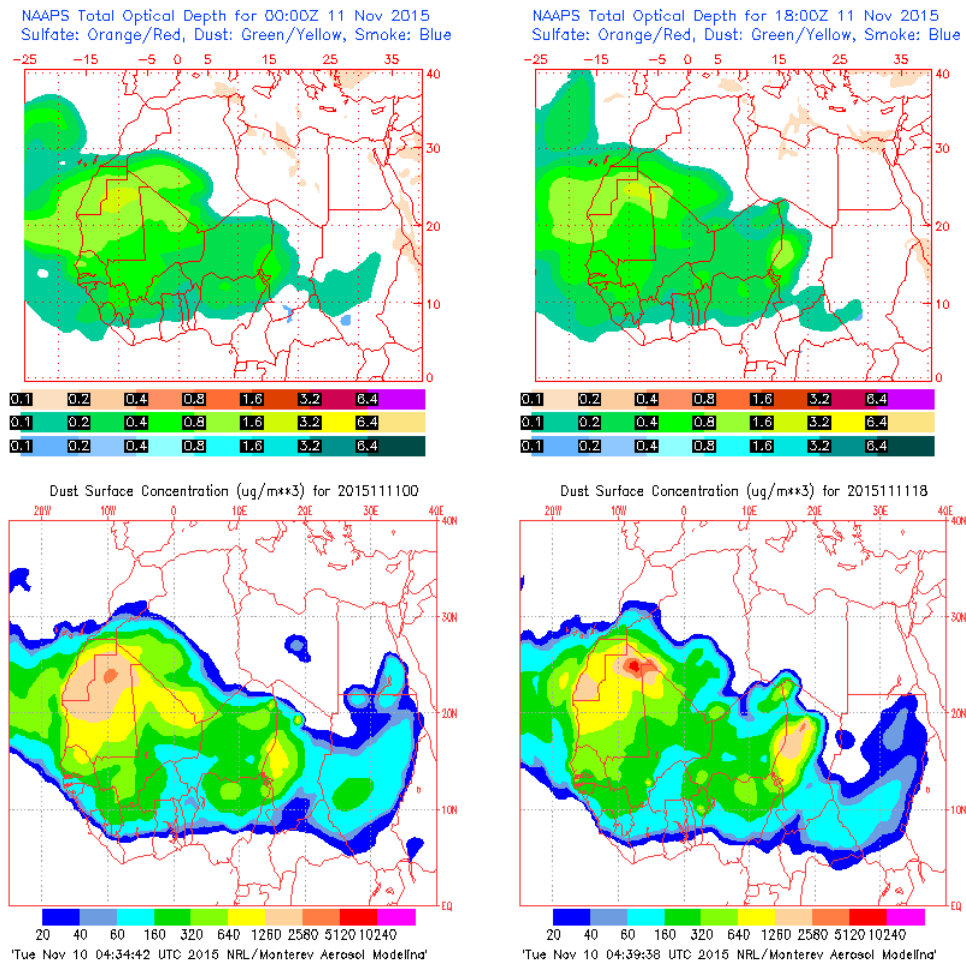 NAAPS Total Optical Depth for 00:00Z 11 Nov 2015
Sulfate: Orange/Red, Dust: Green/Yellow, Smoke: Blue
-25 -15 -5 0 5 15 25 35
40
30
20
10
0
0.1 0.2 0.4 0.8 1.6 3.2 6.4
0.1 0.2 0.4 0.8 1.6 3.2 6.4
0.1 0.2 0.4 0.8 1.6 3.2 6.4
NAAPS Total Optical Depth for 18:00Z 11 Nov 2015
Sulfate: Orange/Red, Dust: Green/Yellow, Smoke: Blue
-25 -15 -5 0 5 15 25 35
40
30
20
10
0
0.1 0.2 0.4 0.8 1.6 3.2 6.4
0.1 0.2 0.4 0.8 1.6 3.2 6.4
0.1 0.2 0.4 0.8 1.6 3.2 6.4
Dust Surface Concentration (ug/m**3) for 2015111100
20W 10W 0 10E 20E 30E 40E
40N
30N
20N
10N
EQ
20 40 60 160 320 640 1260 2580 5120 10240
'Tue Nov 10 04:34:42 UTC 2015 NRL/Monterey Aerosol Modeling'
Dust Surface Concentration (ug/m**3) for 2015111118
20W 10W 0 10E 20E 30E 40E
40N
30N
20N
10N
EQ
20 40 60 160 320 640 1260 2580 5120 10240
'Tue Nov 10 04:39:38 UTC 2015 NRL/Monterey Aerosol Modeling'